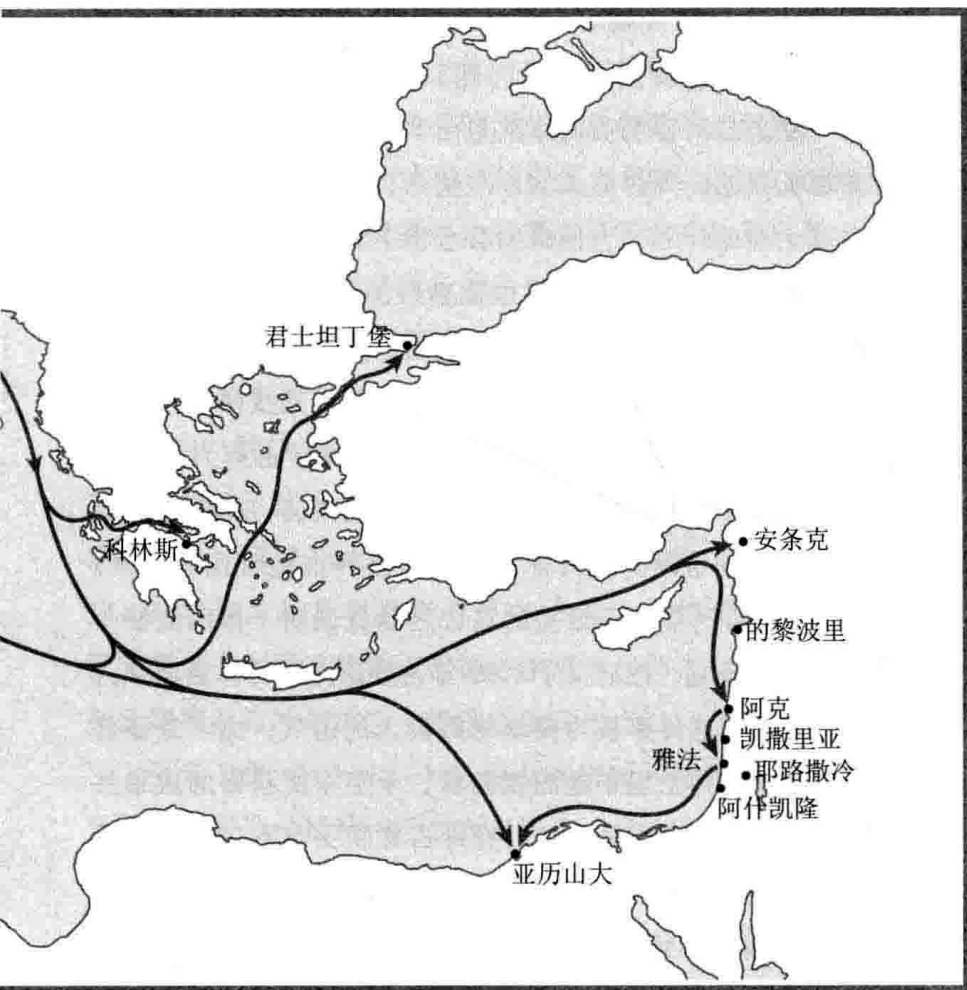 君士坦丁堡
科林斯
安条克
的黎波里
阿克
凯撒里亚
雅法
耶路撒冷
阿什凯隆
亚历山大